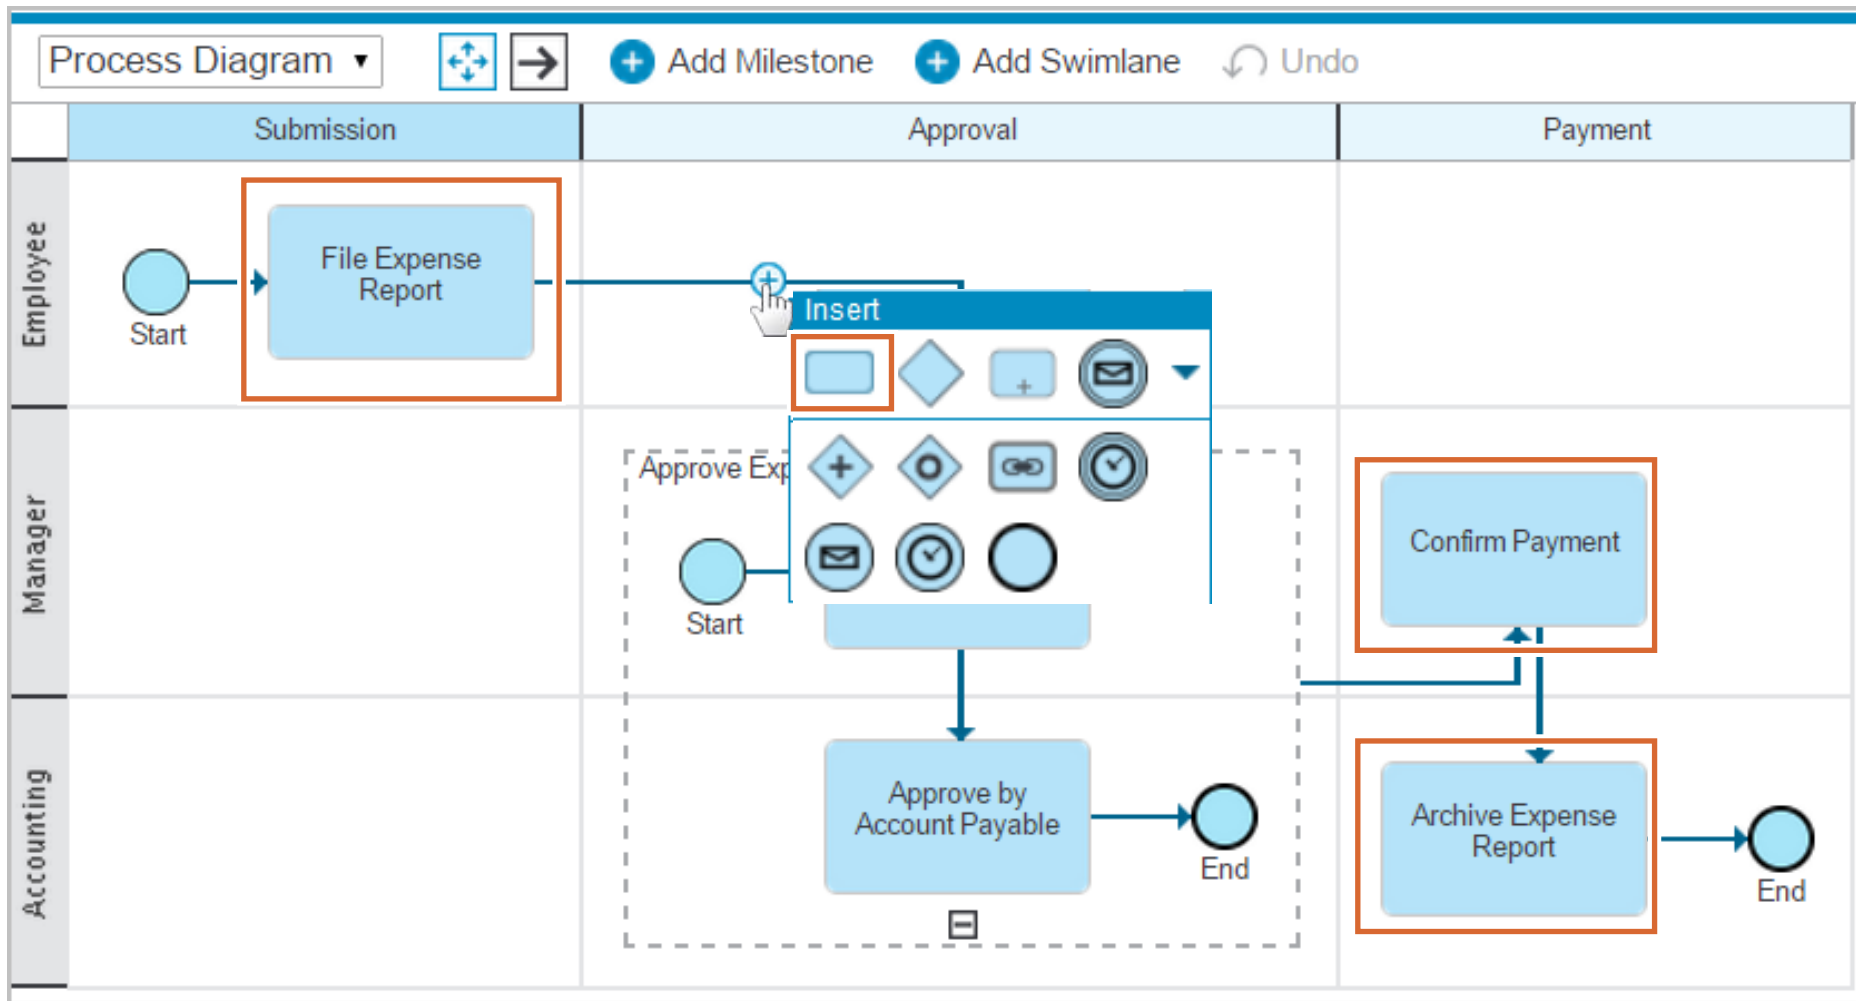 Process Diagram
Add Milestone
Add Swimlane
Undo
Submission
Approval
Payment
Employee
Start
File Expense
Report
Insert
Manager
Approve Exp
Start
Confirm Payment
Accounting
Approve by
Account Payable
End
Archive Expense
Report
End